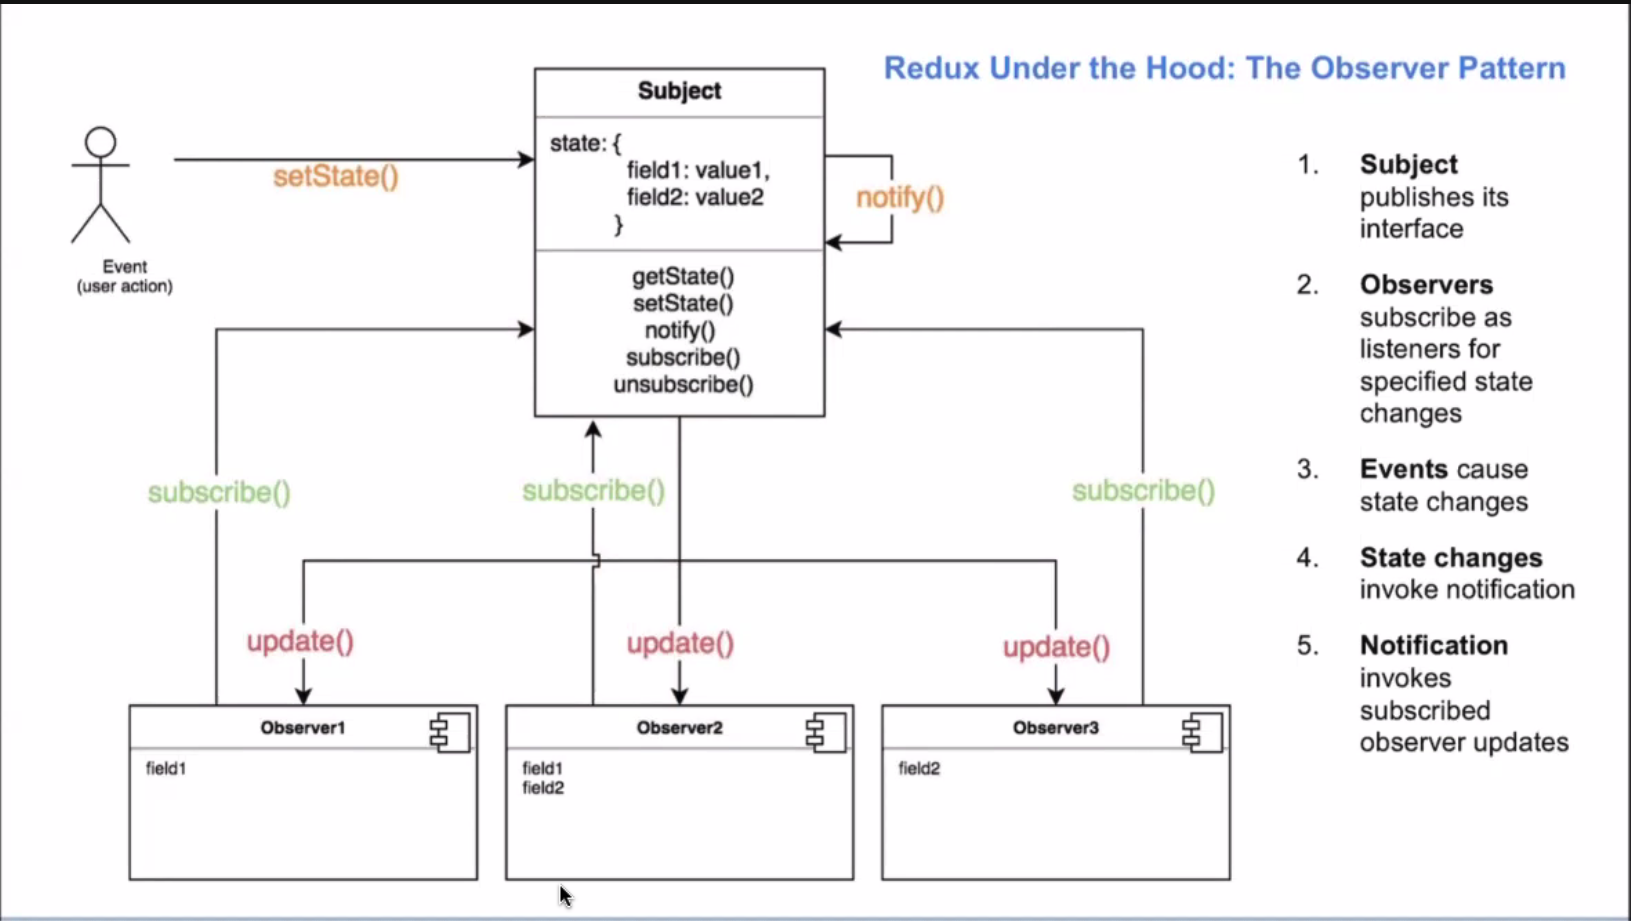 Redux Under the Hood: The Observer Pattern
Subject
state: {
field1: value1,
field2: value2
}
getState()
setState()
notify()
subscribe()
unsubscribe()
setState()
notify()
Event
(user action)
subscribe()
subscribe()
subscribe()
update()
update()
update()
Observer1
field1
Observer2
field1
field2
Observer3
field2
1. Subject
publishes its
interface
2. Observers
subscribe as
listeners for
specified state
changes
3. Events cause
state changes
4. State changes
invoke notification
5. Notification
invokes
subscribed
observer updates